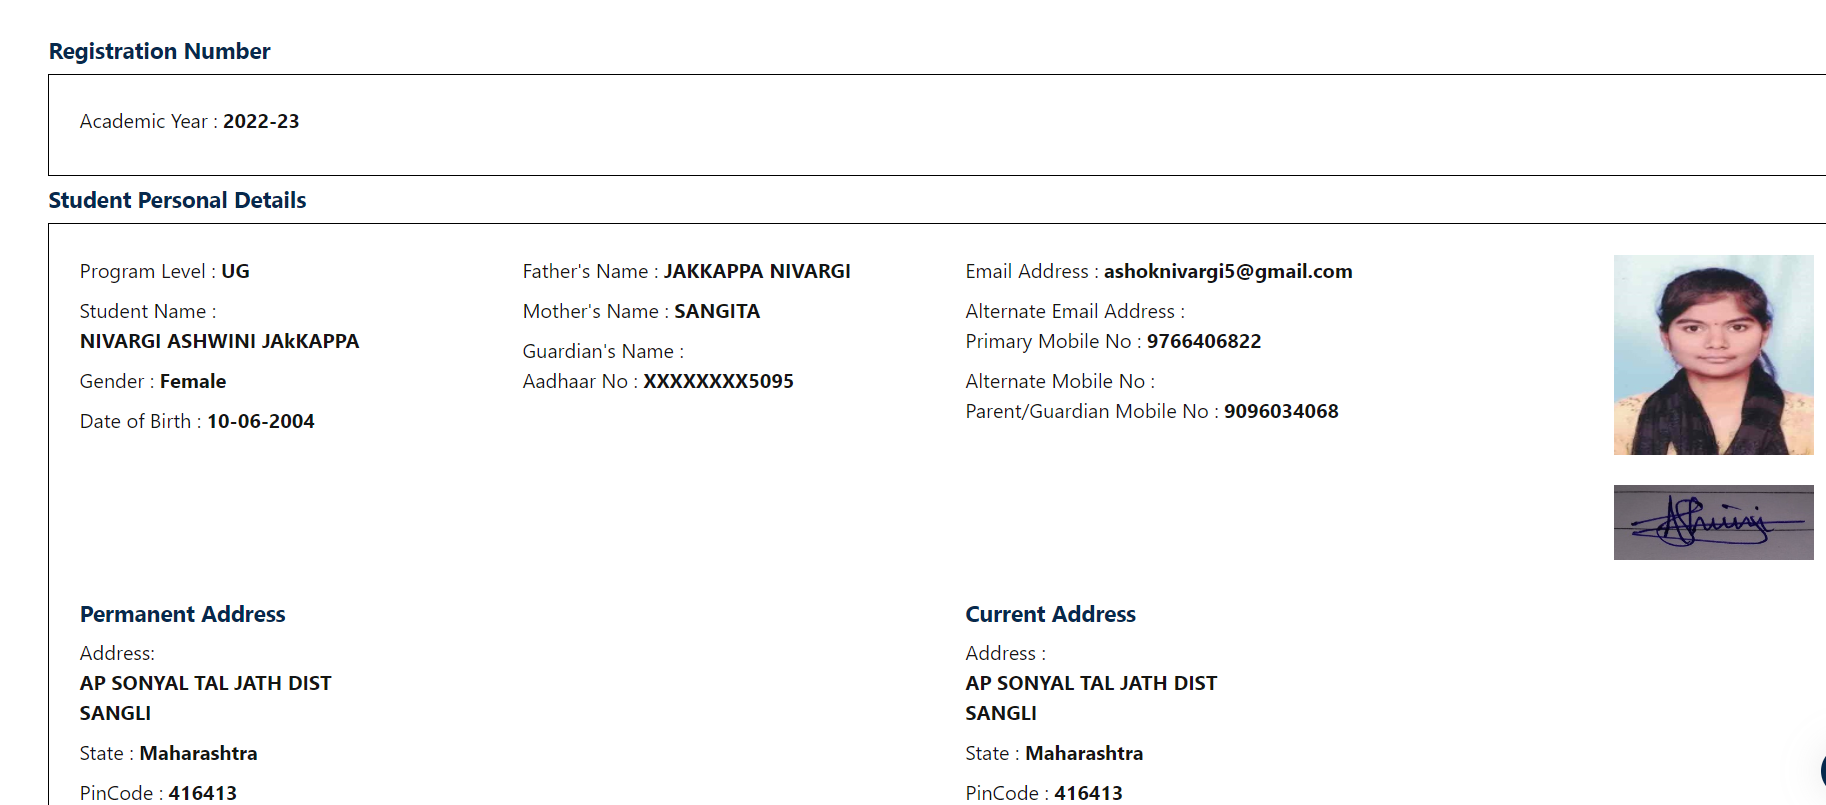 Registration Number
Academic Year : 2022-23
Student Personal Details
Program Level : UG
Student Name :
NIVARGI ASHWINI JAkKAPPA
Gender : Female
Date of Birth : 10-06-2004
Father's Name : JAKKAPPA NIVARGI
Mother's Name : SANGITA
Guardian's Name :
Aadhaar No : XXXXXXXX5095
Email Address : ashoknivargi5@gmail.com
Alternate Email Address :
Primary Mobile No : 9766406822
Alternate Mobile No :
Parent/Guardian Mobile No : 9096034068
Permanent Address
Address:
AP SONYAL TAL JATH DIST
SANGLI
State : Maharashtra
PinCode : 416413
Current Address
Address :
AP SONYAL TAL JATH DIST
SANGLI
State : Maharashtra
PinCode : 416413